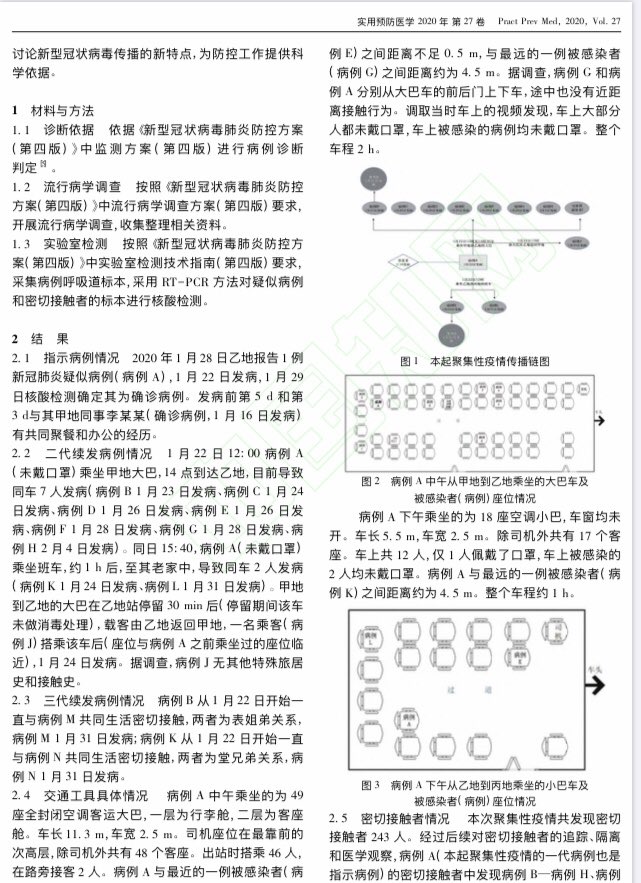 实用预防医学 2020 年 第 27 卷 Pract Prev Med, 2020, Vol. 27
讨论新型冠状病毒传播的新特点,为防控工作提供科
学依据。
1 材料与方法
1.1 诊断依据 依据《新型冠状病毒肺炎防控方案
(第四版)》中监测方案(第四版)进行病例诊断
判定[5]。
1.2 流行病学调查 按照《新型冠状病毒肺炎防控
方案(第四版)》中流行病学调查方案(第四版)要求,
开展流行病学调查,收集整理相关资料。
1.3 实验室检测 按照《新型冠状病毒肺炎防控方
案(第四版)》中实验室检测技术指南(第四版)要求,
采集病例呼吸道标本,采用 RT-PCR 方法对疑似病例
和密切接触者的标本进行核酸检测。
2 结 果
2.1 指示病例情况 2020 年 1 月 28 日乙地报告 1 例
新冠肺炎疑似病例(病例 A),1 月 22 日发病,1 月 29
日核酸检测确定其为确诊病例。发病前第 5 d 和第
3 d与其甲地同事李某某(确诊病例,1 月 16 日发病)
有共同聚餐和办公的经历。
2.2 二代续发病例情况 1 月 22 日 12:00 病例 A
(未戴口罩)乘坐甲地大巴,14 点到达乙地,目前导致
同车 7 人发病(病例 B 1 月 23 日发病、病例 C 1 月 24
日发病、病例 D 1 月 26 日发病、病例 E 1 月 26 日发
病、病例 F 1 月 28 日发病、病例 G 1 月 28 日发病、病
例 H 2 月 4 日发病)。同日 15:40,病例 A(未戴口罩)
乘坐班车,约 1 h 后,至其老家中,导致同车 2 人发病
(病例 K 1 月 24 日发病、病例 L 1 月 31 日发病)。甲地
到乙地的大巴在乙地站停留 30 min 后(停留期间该车
未做消毒处理),载客由乙地返回甲地,一名乘客(病
例 J)搭乘该车后(座位与病例 A 之前乘坐过的座位临
近),1 月 24 日发病。据调查,病例 J 无其他特殊旅居
史和接触史。
2.3 三代续发病例情况 病例 B 从 1 月 22 日开始一
直与病例 M 共同生活密切接触,两者为表姐弟关系,
病例 M 1 月 31 日发病;病例 K 从 1 月 22 日开始一直
与病例 N 共同生活密切接触,两者为堂兄弟关系,病
例 N 1 月 31 日发病。
2.4 交通工具具体情况 病例 A 中午乘坐的为 49
座全封闭空调客运大巴,一层为行李舱,二层为客座
舱。车长 11.3 m,车宽 2.5 m。司机座位在最靠前的
次高层,除司机外共有 48 个客座。出站时搭乘 46 人,
在路旁接客 2 人。病例 A 与最近的一例被感染者(病
例 E)之间距离不足 0.5 m,与最远的一例被感染者
(病例 G)之间距离约为 4.5 m。据调查,病例 G 和病
例 A 分别从大巴车的前后门上下车,途中也没有近距
离接触行为。调取当时车上的视频发现,车上大部分
人都未戴口罩,车上被感染的病例均未戴口罩。整个
车程 2 h。
图 1 本起聚集性疫情传播链图
车头
图 2 病例 A 中午从甲地到乙地乘坐的大巴车及
被感染者(病例)座位情况
病例 A 下午乘坐的为 18 座空调小巴,车窗均未
开。车长 5.5 m,车宽 2.5 m。除司机外共有 17 个客
座。车上共 12 人,仅 1 人佩戴了口罩,车上被感染的
2 人均未戴口罩。病例 A 与最远的一例被感染者(病
例 K)之间距离约为 4.5 m。整个车程约 1 h。
病例
L
司
机
病例
车头
过 道
病例
A
图 3 病例 A 下午从乙地到丙地乘坐的小巴车及
被感染者(病例)座位情况
2.5 密切接触者情况 本次聚集性疫情共发现密切
接触者 243 人。经过后续对密切接触者的追踪、隔离
和医学观察,病例 A(本起聚集性疫情的一代病例也是
指示病例)的密切接触者中发现病例 B—病例 H、病例